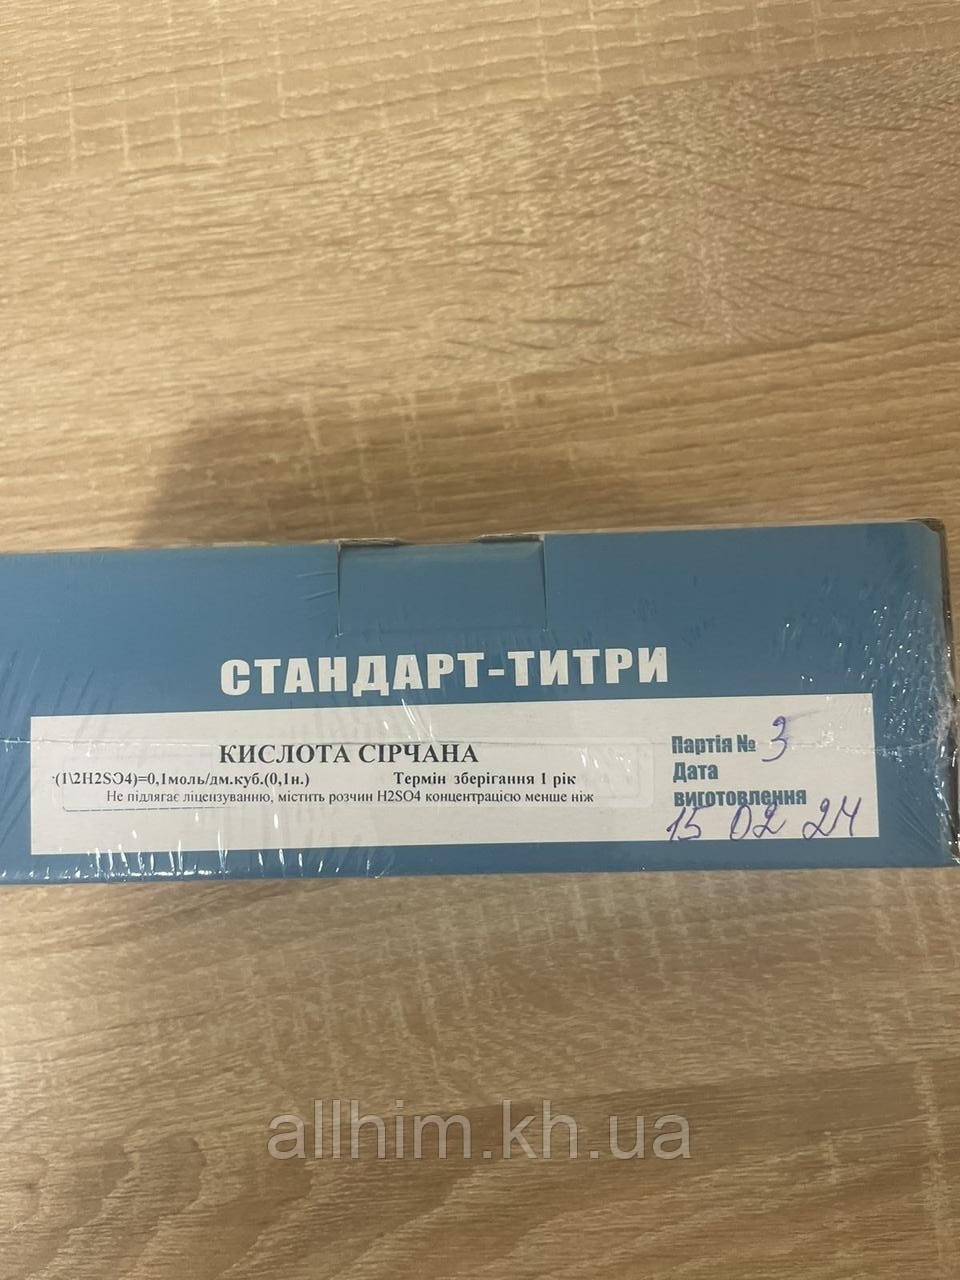 СТАНДАРТ-ТИТРИ
КИСЛОТА СІРЧАНА
(1\2H2SO4)=0,1моль/дм.куб.(0,1н.) Термін зберігання 1 рік
Не підлягає ліцензуванню, містить розчин H2SO4 концентрацією менше ніж
Партія № 3
Дата
виготовлення
15 02 24
allhim.kh.ua